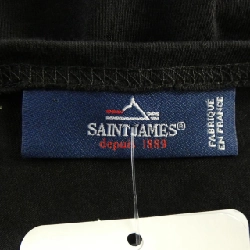 SAINT JAMES®
depuis 1889
FABRIQUÉ
EN FRANCE